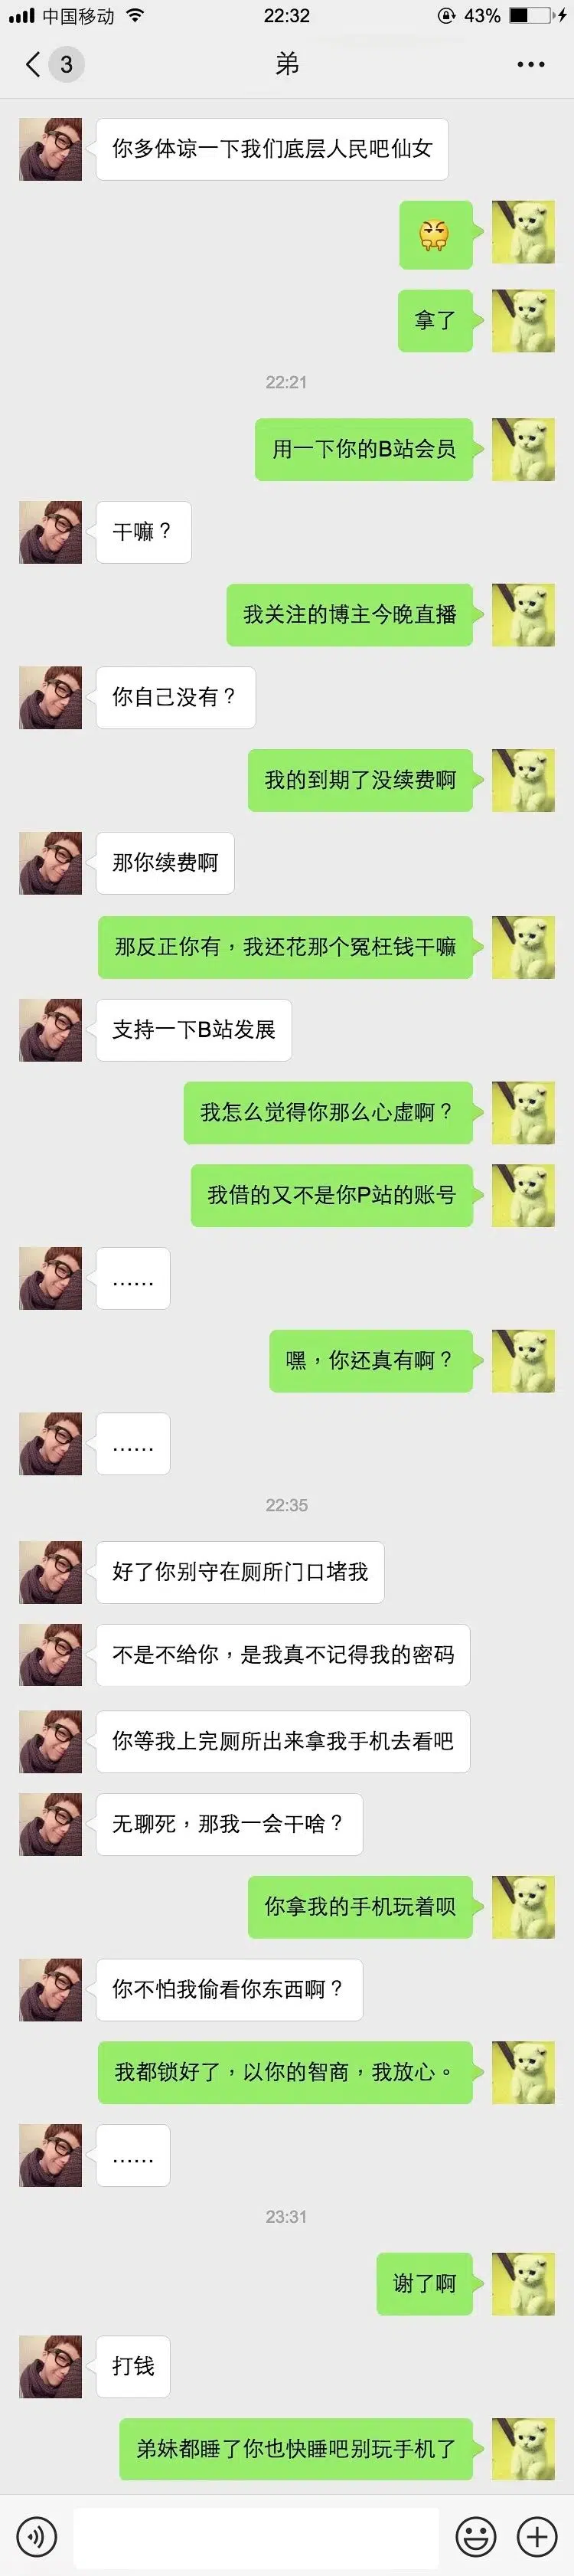 中国移动
22:32
43%
3
弟
你多体谅一下我们底层人民吧仙女
拿了
22:21
用一下你的B站会员
干嘛？
我关注的博主今晚直播
你自己没有？
我的到期了没续费啊
那你续费啊
那反正你有，我还花那个冤枉钱干嘛
支持一下B站发展
我怎么觉得你那么心虚啊？
我借的又不是你P站的账号
……
嘿，你还真有啊？
……
22:35
好了你别守在厕所门口堵我
不是不给你，是我真不记得我的密码
你等我上完厕所出来拿我手机去看吧
无聊死，那我一会干啥？
你拿我的手机玩着呗
你不怕我偷看你东西啊？
我都锁好了，以你的智商，我放心。
……
23:31
谢了啊
打钱
弟妹都睡了你也快睡吧别玩手机了